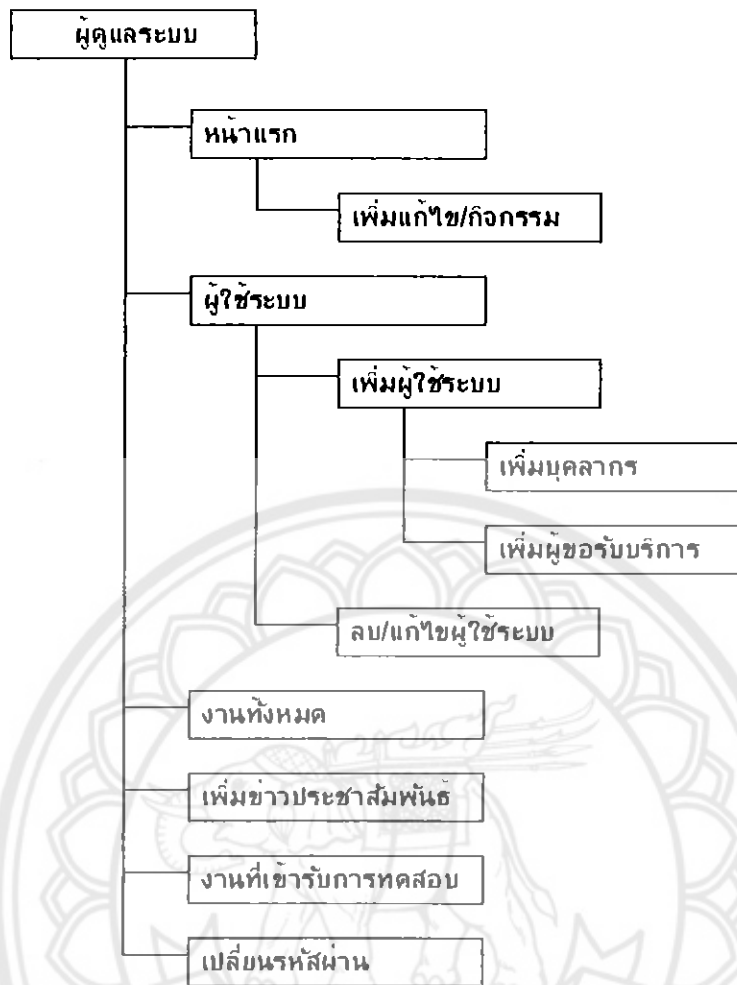 ผู้ดูแลระบบ
หน้าแรก
เพิ่มแก้ไข/กิจกรรม
ผู้ใช้ระบบ
เพิ่มผู้ใช้ระบบ
เพิ่มบุคลากร
เพิ่มผู้ขอรับบริการ
ลบ/แก้ไขผู้ใช้ระบบ
งานทั้งหมด
เพิ่มข่าวประชาสัมพันธ์
งานที่เข้ารับการทดสอบ
เปลี่ยนรหัสผ่าน